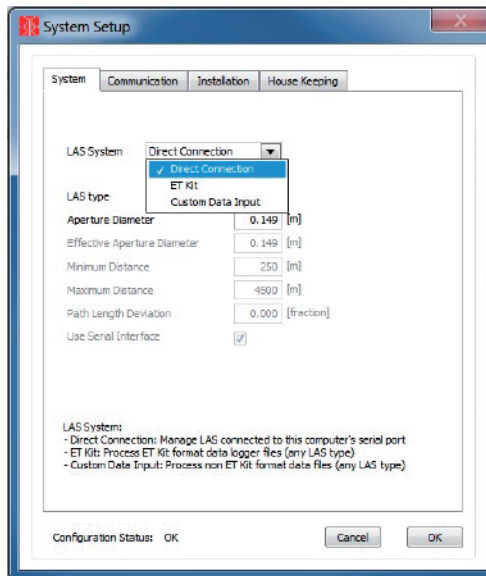 System Setup
System Communication Installation House Keeping
LAS System Direct Connection
✓ Direct Connection
ET Kit
Custom Data Input
LAS type
Aperture Diameter 0.149 [m]
Effective Aperture Diameter 0.149 [m]
Minimum Distance 250 [m]
Maximum Distance 4500 [m]
Path Length Deviation 0.000 [fraction]
Use Serial Interface
LAS System:
- Direct Connection: Manage LAS connected to this computer's serial port
- ET Kit: Process ET Kit format data logger files (any LAS type)
- Custom Data Input: Process non ET Kit format data files (any LAS type)
Configuration Status: OK Cancel OK